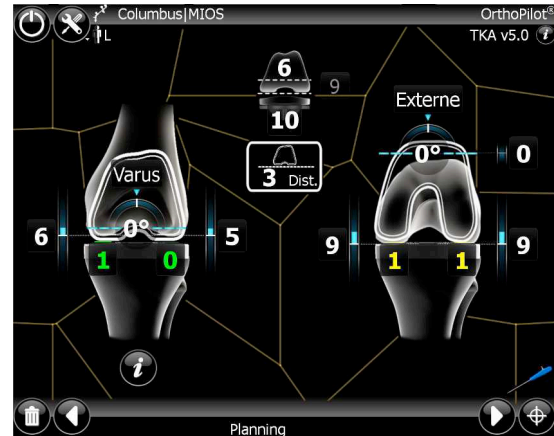 Columbus|MIOS
OrthoPilot®
L
TKA v5.0 i
6
9
10
Externe
Varus
3 Dist.
0°
0
0°
6
5
1
0
9
9
1
1
i
Planning